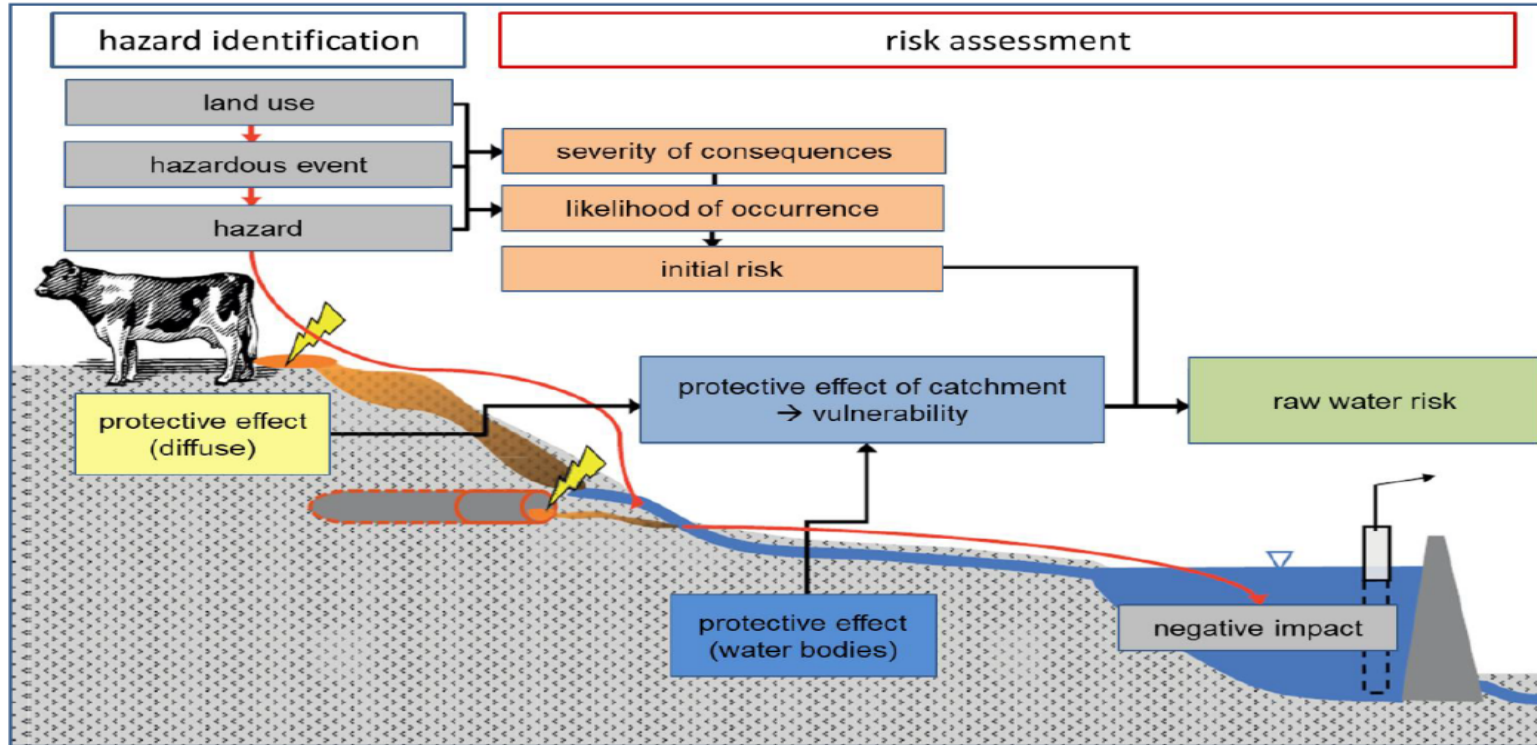 hazard identification
risk assessment
land use
hazardous event
hazard
severity of consequences
likelihood of occurrence
initial risk
protective effect
(diffuse)
protective effect of catchment
→ vulnerability
raw water risk
protective effect
(water bodies)
negative impact